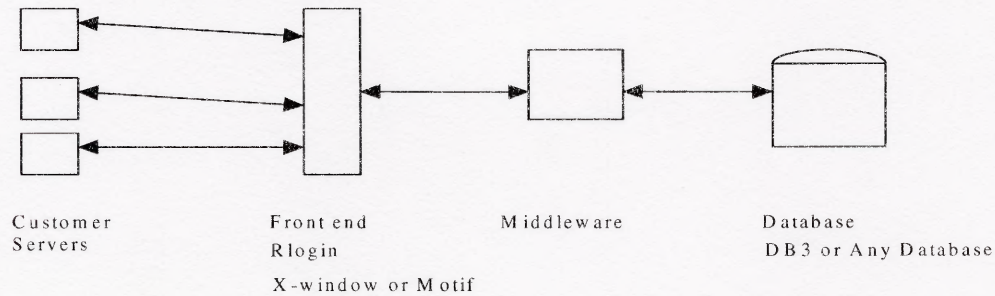 Customer
Servers
Front end
Rlogin
X-window or Motif
Middleware
Database
DB3 or Any Database